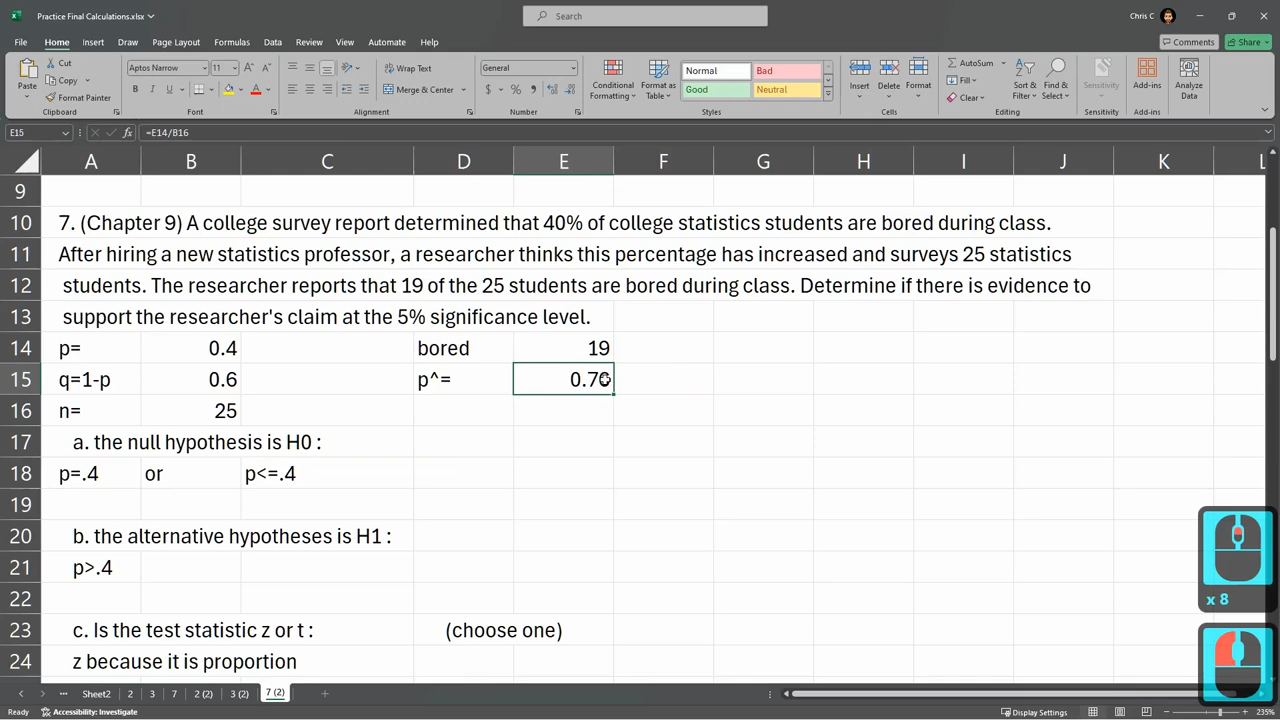 Practice Final Calculations.xlsx
Search
Chris C
File Home Insert Draw Page Layout Formulas Data Review View Automate Help
Comments Share
Paste Cut Copy Format Painter
Aptos Narrow 11
B I U
Wrap Text
Merge & Center
General
$ % ,
Conditional Formatting Format as Table
Normal Bad
Good Neutral
Insert Delete Format
AutoSum
Fill
Clear
Sort & Filter Find & Select
Sensitivity
Add-ins
Analyze Data
Clipboard Font Alignment Number Styles Cells Editing Sensitivity Add-ins
E15 fx =E14/B16
A B C D E F G H I J K L
9
10 7. (Chapter 9) A college survey report determined that 40% of college statistics students are bored during class.
11 After hiring a new statistics professor, a researcher thinks this percentage has increased and surveys 25 statistics
12 students. The researcher reports that 19 of the 25 students are bored during class. Determine if there is evidence to
13 support the researcher's claim at the 5% significance level.
14 p= 0.4 bored 19
15 q=1-p 0.6 p^= 0.76
16 n= 25
17 a. the null hypothesis is H0 :
18 p=.4 or p<=.4
19
20 b. the alternative hypotheses is H1 :
21 p>.4
22
23 c. Is the test statistic z or t : (choose one)
24 z because it is proportion
x 8
... Sheet2 2 3 7 2 (2) 3 (2) 7 (2) +
Ready Accessibility: Investigate Display Settings 235%